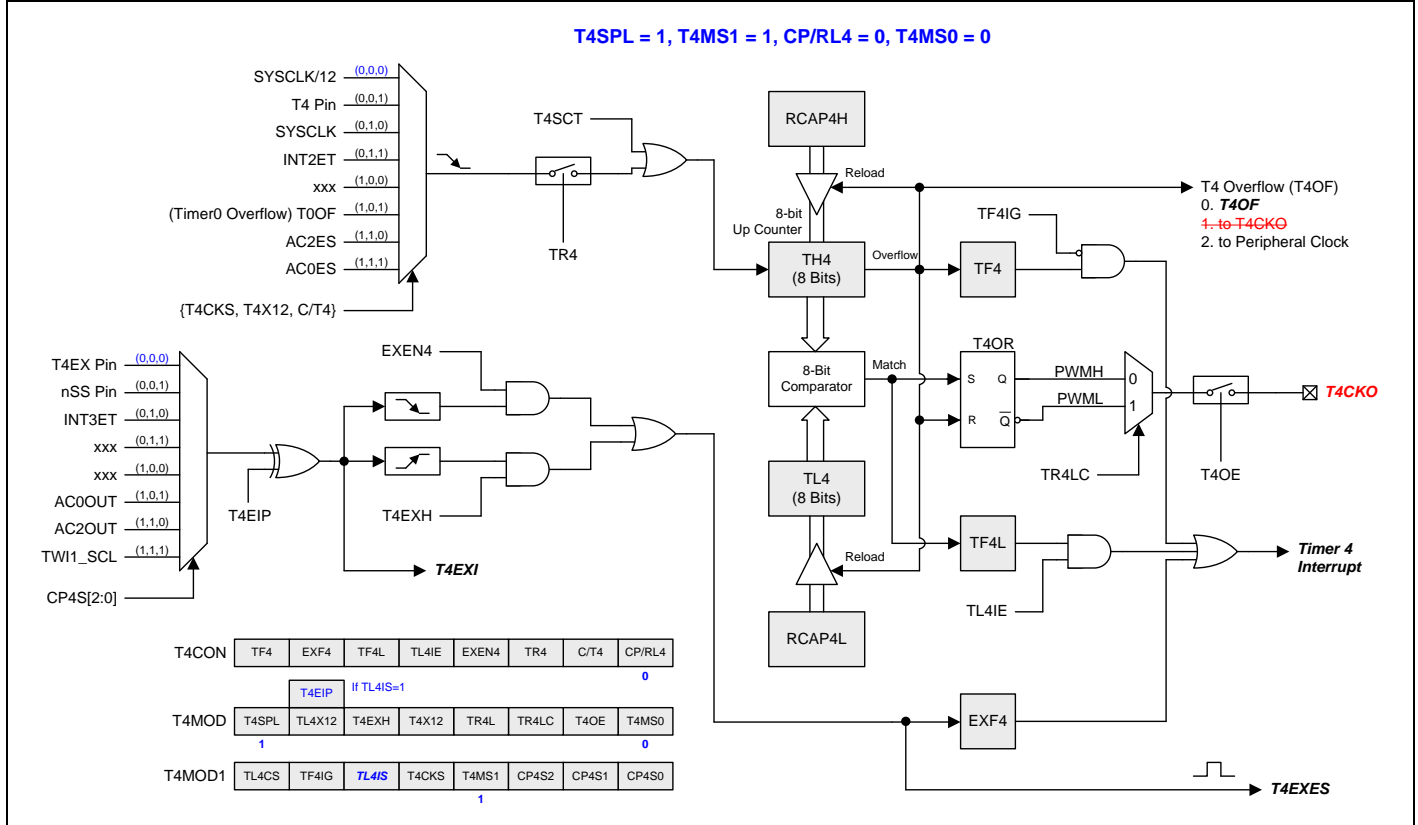 T4SPL = 1, T4MS1 = 1, CP/RL4 = 0, T4MS0 = 0
SYSCLK/12 (0,0,0)
T4 Pin (0,0,1)
SYSCLK (0,1,0)
INT2ET (0,1,1)
xxx (1,0,0)
(Timer0 Overflow) T0OF (1,0,1)
AC2ES (1,1,0)
AC0ES (1,1,1)
{T4CKS, T4X12, C/T4}
TR4
T4SCT
RCAP4H
Reload
8-bit
Up Counter
TH4
(8 Bits)
Overflow
TF4
TF4IG
T4 Overflow (T4OF)
0. T4OF
1. to T4CKO
2. to Peripheral Clock
8-Bit
Comparator
Match
T4OR
S Q
R Q
PWMH
PWML
0
1
TR4LC
T4OE
T4CKO
TL4
(8 Bits)
Reload
RCAP4L
TF4L
TL4IE
Timer 4
Interrupt
T4EX Pin (0,0,0)
nSS Pin (0,0,1)
INT3ET (0,1,0)
xxx (0,1,1)
xxx (1,0,0)
AC0OUT (1,0,1)
AC2OUT (1,1,0)
TWI1_SCL (1,1,1)
CP4S[2:0]
T4EIP
EXEN4
T4EXH
T4EXI
EXF4
T4EXES
T4CON TF4 EXF4 TF4L TL4IE EXEN4 TR4 C/T4 CP/RL4
0
T4EIP If TL4IS=1
T4MOD T4SPL TL4X12 T4EXH T4X12 TR4L TR4LC T4OE T4MS0
1 0
T4MOD1 TL4CS TF4IG TL4IS T4CKS T4MS1 CP4S2 CP4S1 CP4S0
1